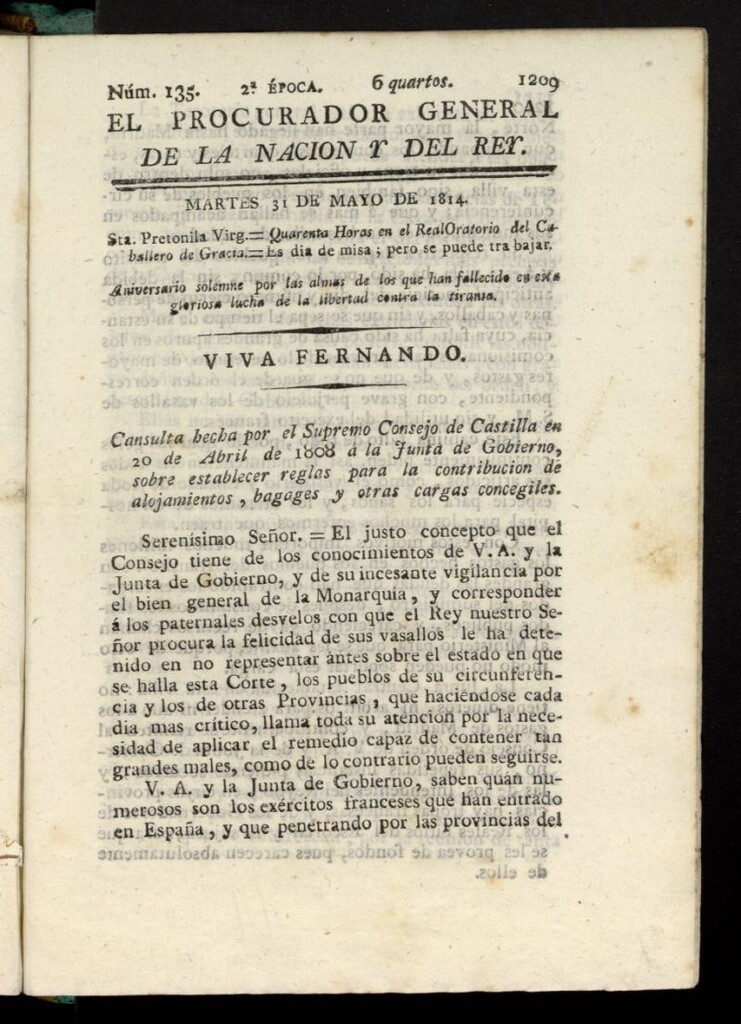 Núm. 135. 2ª ÉPOCA. 6 quartos. 1209
EL PROCURADOR GENERAL
DE LA NACION Y DEL REY.
MARTES 31 DE MAYO DE 1814.
Sta. Pretonila Virg.= Quarenta Horas en el RealOratorio del Ca-
ballero de Gracia.= Es dia de misa ; pero se puede tra bajar.
Aniversario solemne por las almas de los que han fallecido en esta
gloriosa lucha de la libertad contra la tirania.
VIVA FERNANDO.
Cansulta hecha por el Supremo Consejo de Castilla en
20 de Abril de 1808 á la Junta de Gobierno,
sobre establecer reglas para la contribucion de
alojamientos , bagages y otras cargas concegiles.
Serenísimo Señor. = El justo concepto que el
Consejo tiene de los conocimientos de V. A. y la
Junta de Gobierno, y de su incesante vigilancia por
el bien general de la Monarquía , y corresponder
á los paternales desvelos con que el Rey nuestro Se-
ñor procura la felicidad de sus vasallos le ha dete-
nido en no representar ántes sobre el estado en que
se halla esta Corte , los pueblos de su circunferen-
cia y los de otras Provincias , que haciéndose cada
dia mas crítico, llama toda su atencion por la nece-
sidad de aplicar el remedio capaz de contener tan
grandes males, como de lo contrario pueden seguirse.
V. A. y la Junta de Gobierno, saben quán nu-
merosos son los exércitos franceses que han entrado
en España , y que penetrando por las provincias del